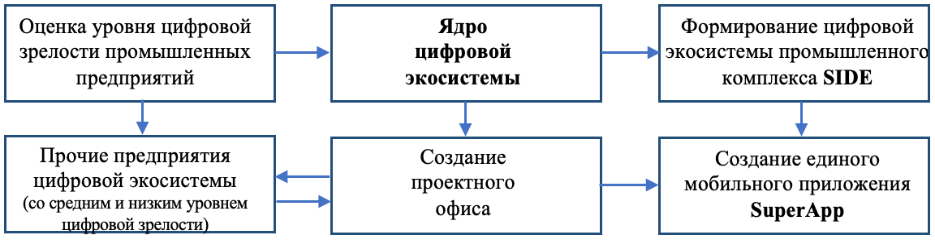 Оценка уровня цифровой
зрелости промышленных
предприятий
Ядро
цифровой
экосистемы
Формирование цифровой
экосистемы промышленного
комплекса SIDE
Прочие предприятия
цифровой экосистемы
(со средним и низким уровнем
цифровой зрелости)
Создание
проектного
офиса
Создание единого
мобильного приложения
SuperApp